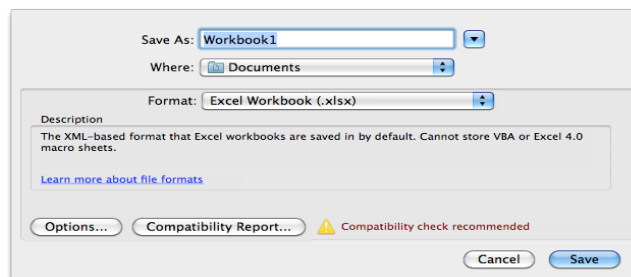 Save As: Workbook1
Where: Documents
Format: Excel Workbook (.xlsx)
Description
The XML-based format that Excel workbooks are saved in by default. Cannot store VBA or Excel 4.0
macro sheets.
Learn more about file formats
Options... Compatibility Report... Compatibility check recommended
Cancel Save